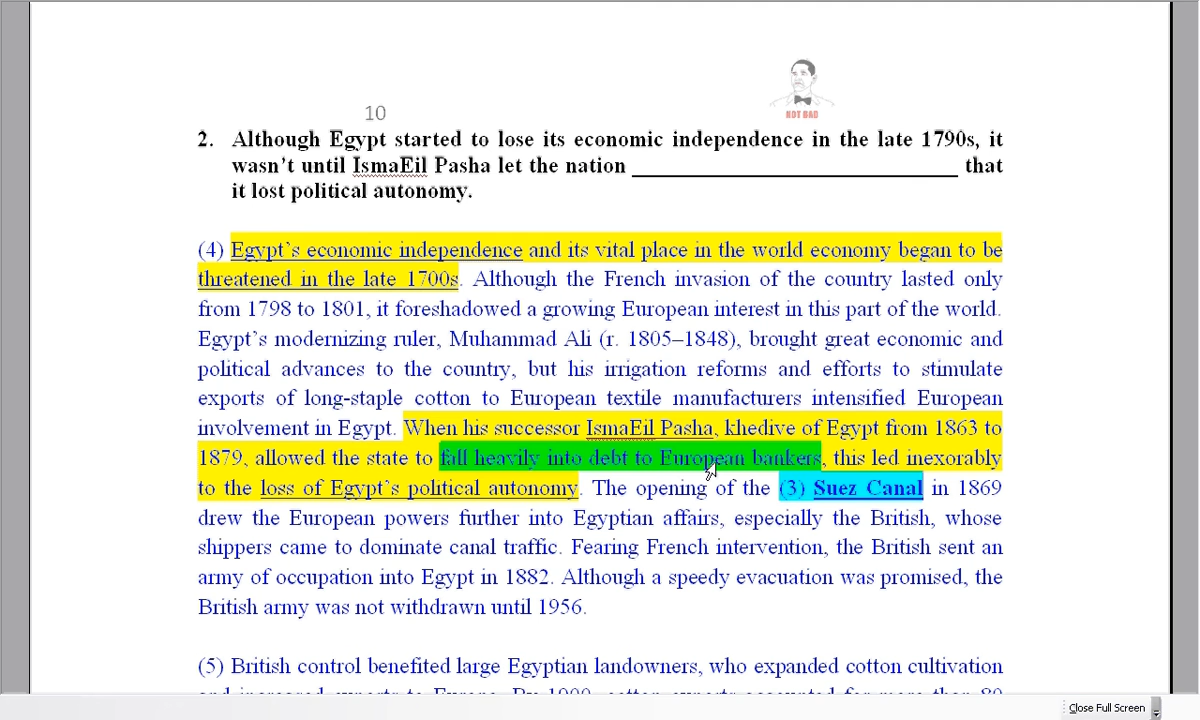 NOT BAD
10
2. Although Egypt started to lose its economic independence in the late 1790s, it
wasn't until IsmaEil Pasha let the nation ______________________________ that
it lost political autonomy.
(4) Egypt's economic independence and its vital place in the world economy began to be
threatened in the late 1700s. Although the French invasion of the country lasted only
from 1798 to 1801, it foreshadowed a growing European interest in this part of the world.
Egypt's modernizing ruler, Muhammad Ali (r. 1805–1848), brought great economic and
political advances to the country, but his irrigation reforms and efforts to stimulate
exports of long-staple cotton to European textile manufacturers intensified European
involvement in Egypt. When his successor IsmaEil Pasha, khedive of Egypt from 1863 to
1879, allowed the state to fall heavily into debt to European bankers, this led inexorably
to the loss of Egypt's political autonomy. The opening of the (3) Suez Canal in 1869
drew the European powers further into Egyptian affairs, especially the British, whose
shippers came to dominate canal traffic. Fearing French intervention, the British sent an
army of occupation into Egypt in 1882. Although a speedy evacuation was promised, the
British army was not withdrawn until 1956.
(5) British control benefited large Egyptian landowners, who expanded cotton cultivation
Close Full Screen